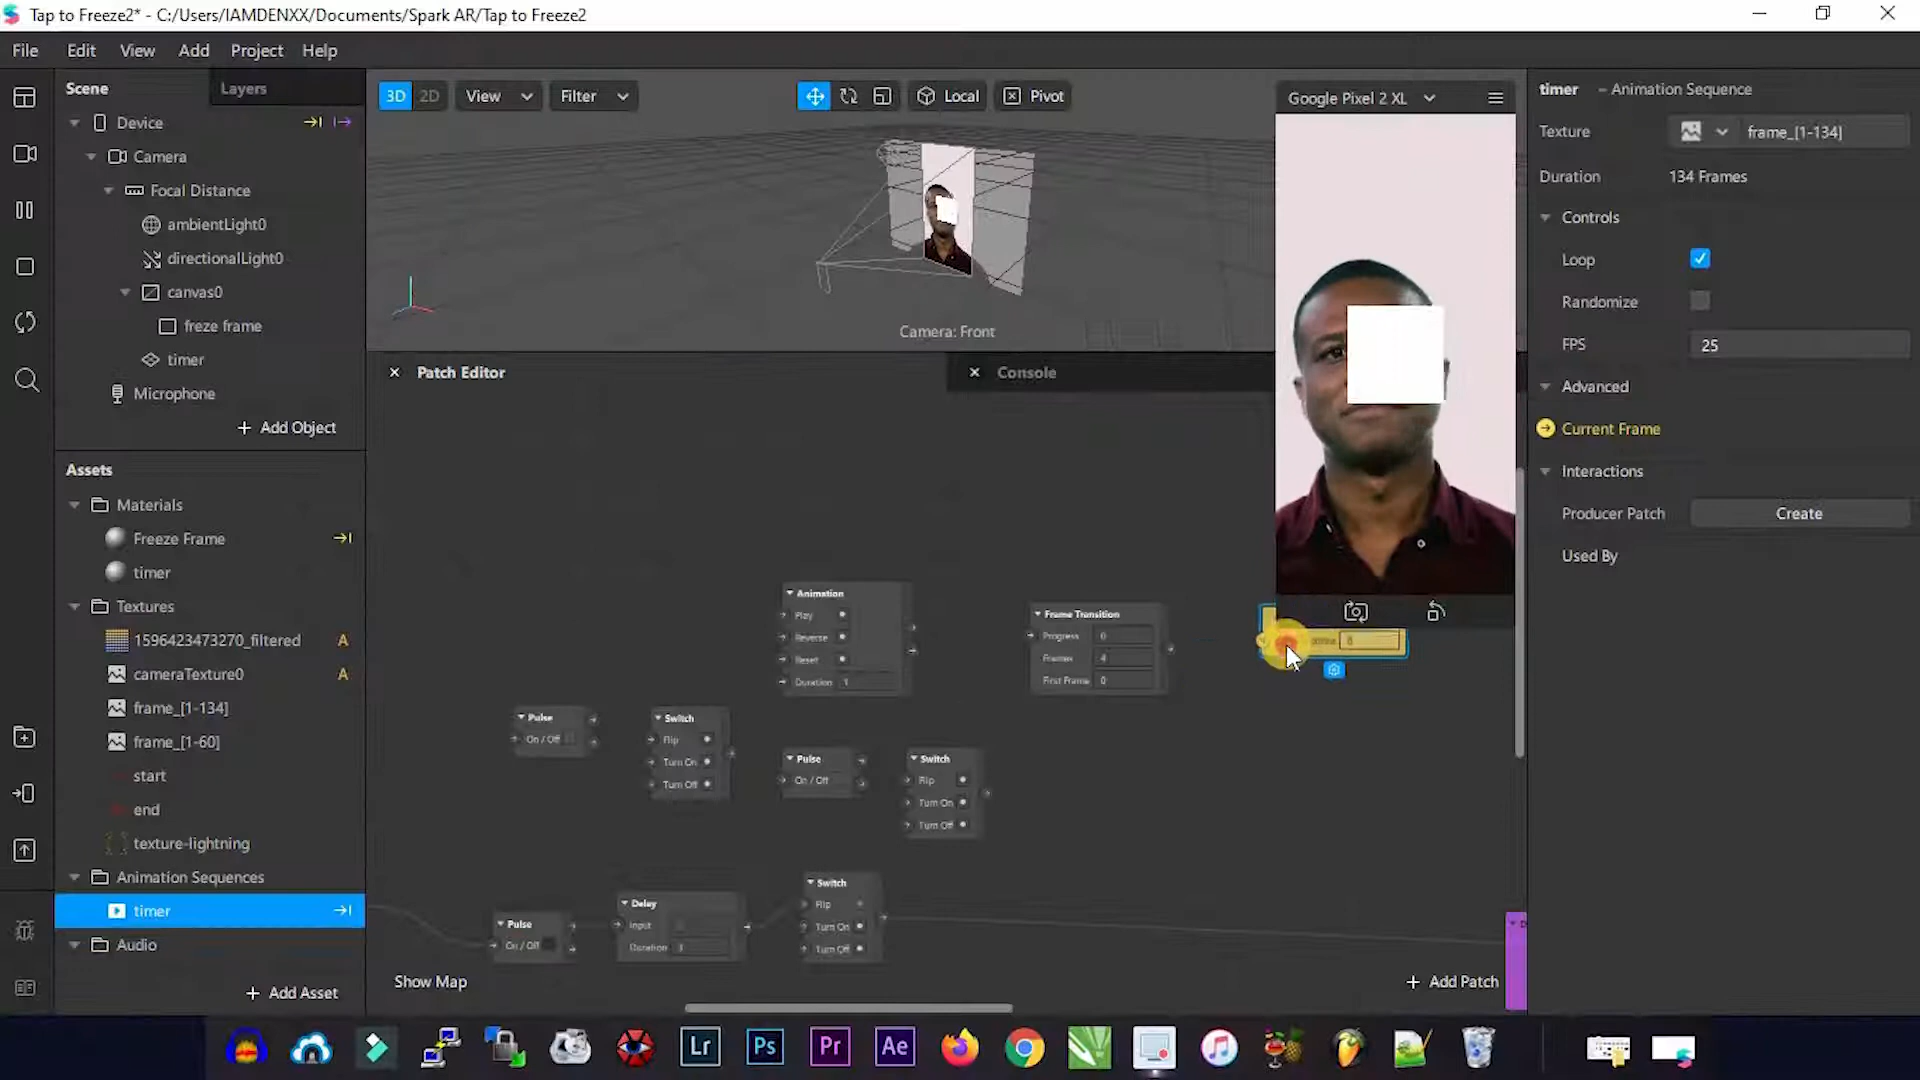 Tap to Freeze2* - C:/Users/IAMDENXX/Documents/Spark AR/Tap to Freeze2
File Edit View Add Project Help
Scene
Layers
Device
Camera
Focal Distance
ambientLight0
directionalLight0
canvas0
freze frame
timer
Microphone
+ Add Object
Assets
Materials
Freeze Frame
timer
Textures
1596423473270_filtered A
cameraTexture0 A
frame_[1-134]
frame_[1-60]
start
end
texture-lightning
Animation Sequences
timer
Audio
+ Add Asset
3D 2D View Filter Local Pivot
Camera: Front
Patch Editor
Console
Animation
Play
Reverse
Reset
Duration 1
Frame Transition
Progress 0
Frames 4
First Frame 0
Pulse
On / Off
Switch
Flip
Turn On
Turn Off
Pulse
On / Off
Switch
Flip
Turn On
Turn Off
Pulse
On / Off
Delay
Input
Duration 3
Switch
Flip
Turn On
Turn Off
Show Map
+ Add Patch
Google Pixel 2 XL
timer - Animation Sequence
Texture frame_[1-134]
Duration 134 Frames
Controls
Loop
Randomize
FPS 25
Advanced
Current Frame
Interactions
Producer Patch Create
Used By
Lr Ps Pr Ae